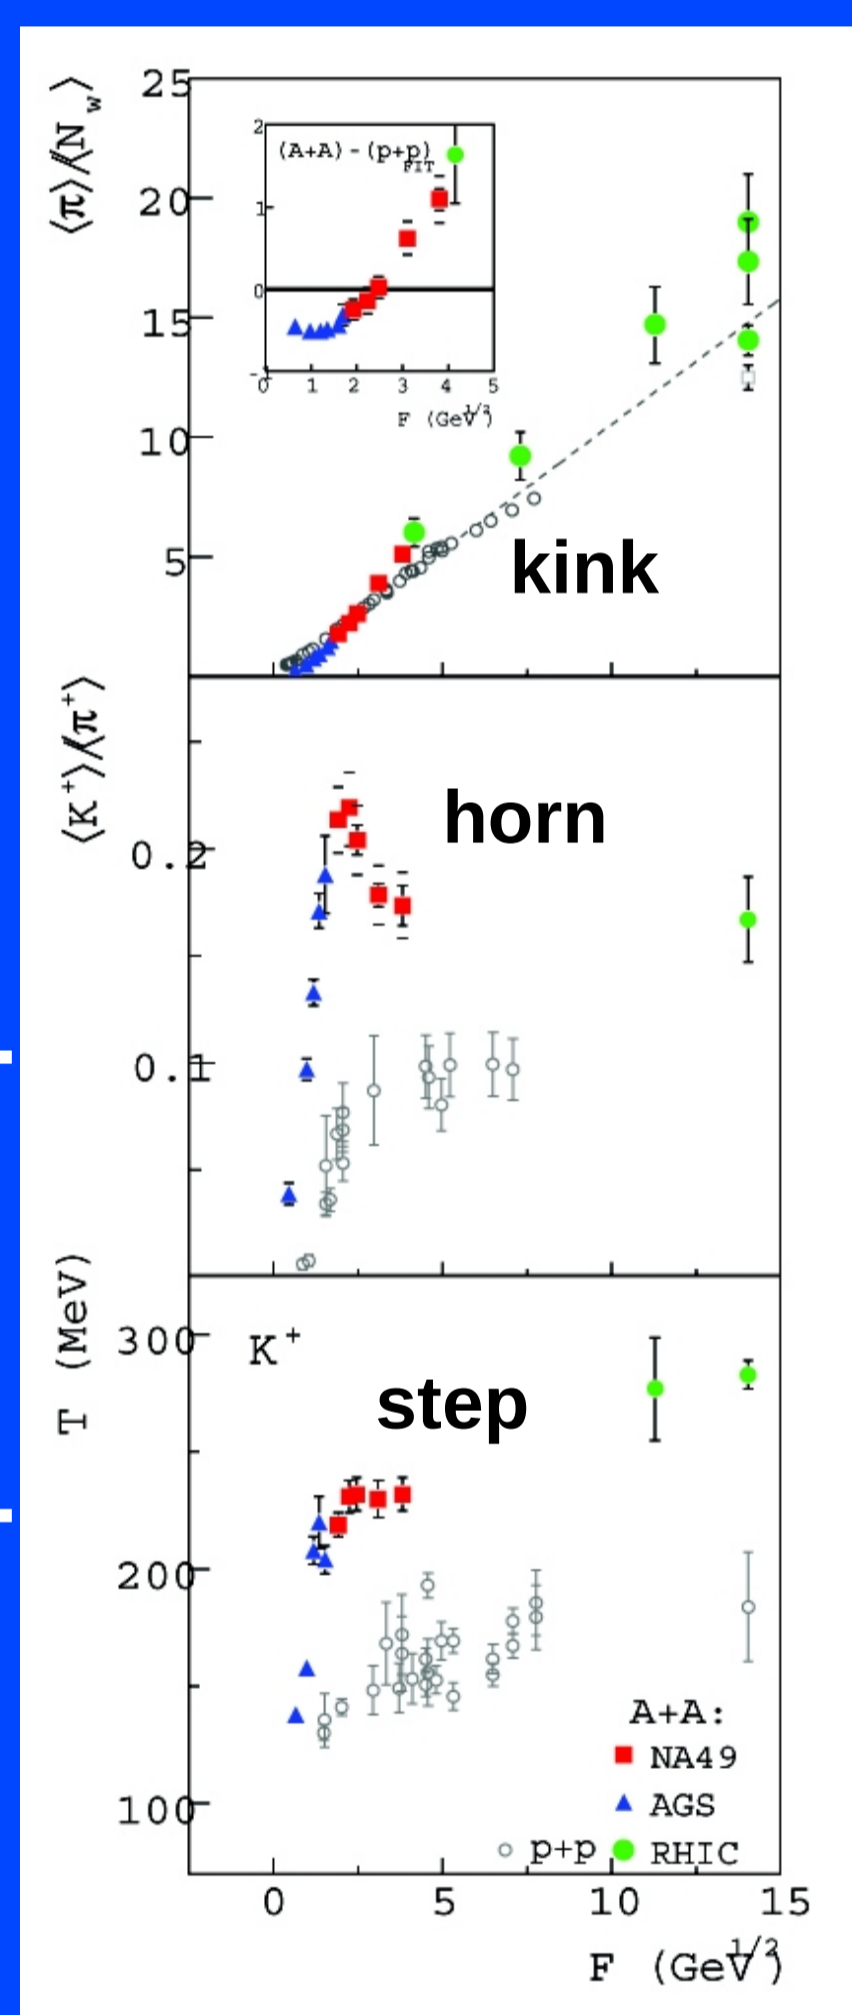 ⟨π⟩/⟨N_w⟩
25
20
15
10
5
2
1
0
-
(A+A)-(p+p)FIT
0 1 2 3 4 5
F (GeV^1/2)
kink
⟨K⁺⟩/⟨π⁺⟩
0.2
0.1
horn
T (MeV)
300
200
100
K⁺
step
A+A:
NA49
AGS
p+p RHIC
0 5 10 15
F (GeV^1/2)